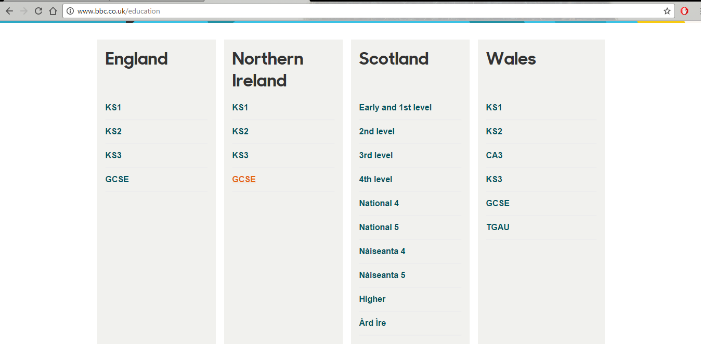 www.bbc.co.uk/education
England
KS1
KS2
KS3
GCSE
Northern
Ireland
KS1
KS2
KS3
GCSE
Scotland
Early and 1st level
2nd level
3rd level
4th level
National 4
National 5
Nàiseanta 4
Nàiseanta 5
Higher
Àrd Ìre
Wales
KS1
KS2
CA3
KS3
GCSE
TGAU